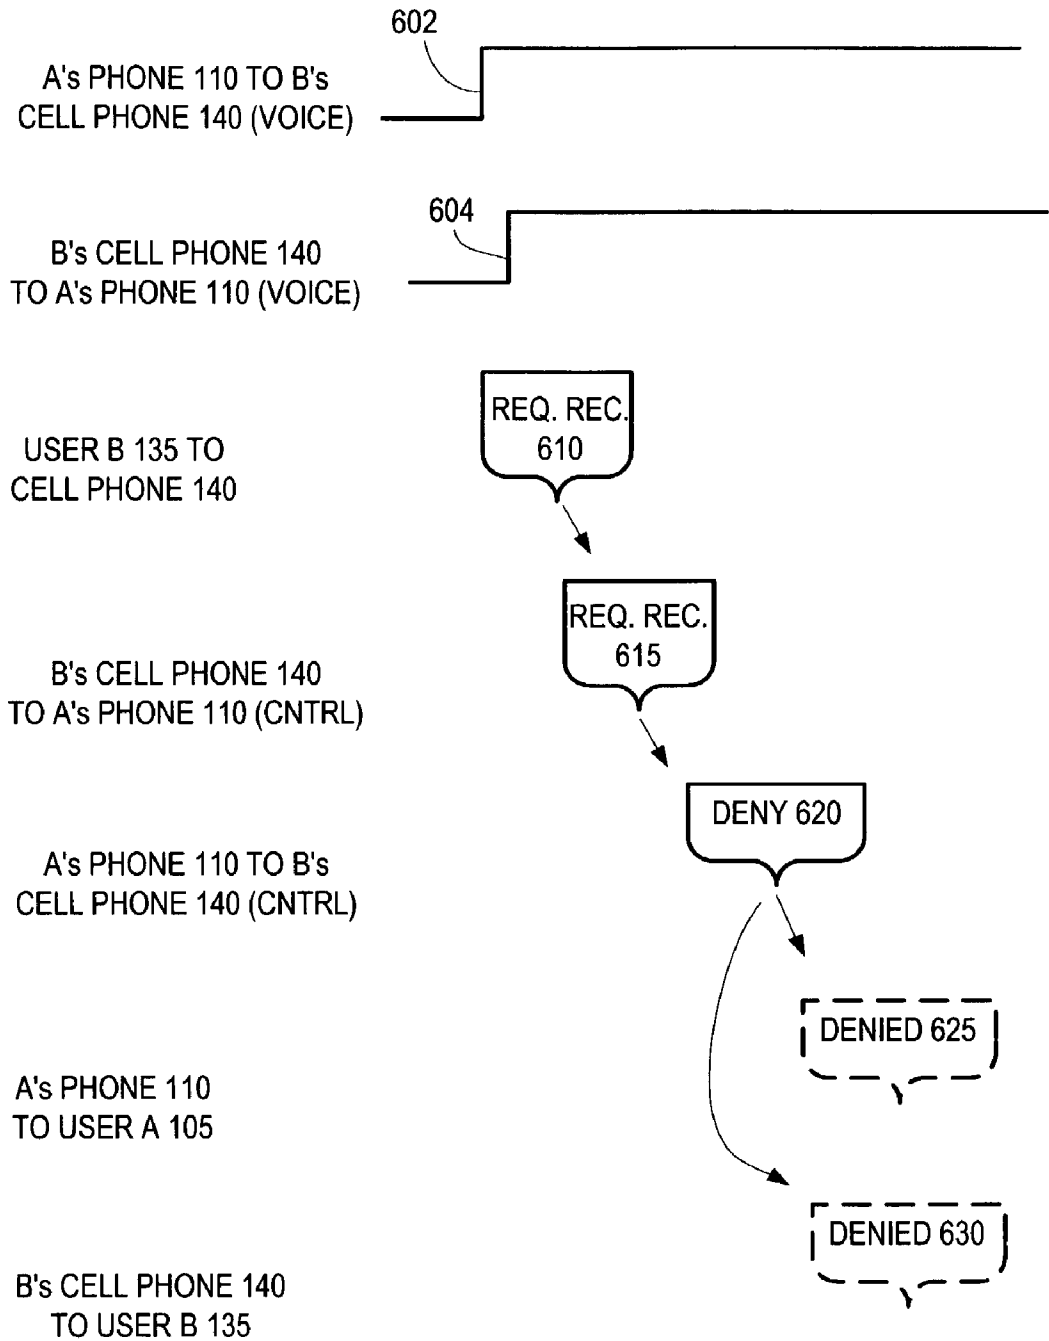 602
A's PHONE 110 TO B's
CELL PHONE 140 (VOICE)
604
B's CELL PHONE 140
TO A's PHONE 110 (VOICE)
REQ. REC.
610
USER B 135 TO
CELL PHONE 140
REQ. REC.
615
B's CELL PHONE 140
TO A's PHONE 110 (CNTRL)
DENY 620
A's PHONE 110 TO B's
CELL PHONE 140 (CNTRL)
DENIED 625
A's PHONE 110
TO USER A 105
DENIED 630
B's CELL PHONE 140
TO USER B 135